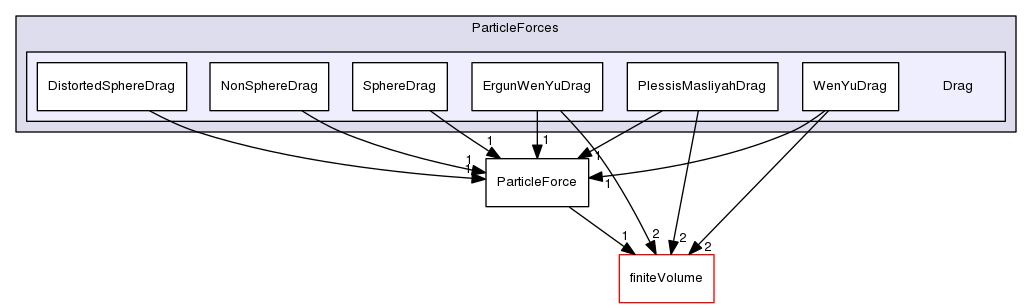 ParticleForces
DistortedSphereDrag
NonSphereDrag
SphereDrag
ErgunWenYuDrag
PlessisMasliyahDrag
WenYuDrag
Drag
1
1
1
1
1
1
ParticleForce
1
2
2
2
finiteVolume